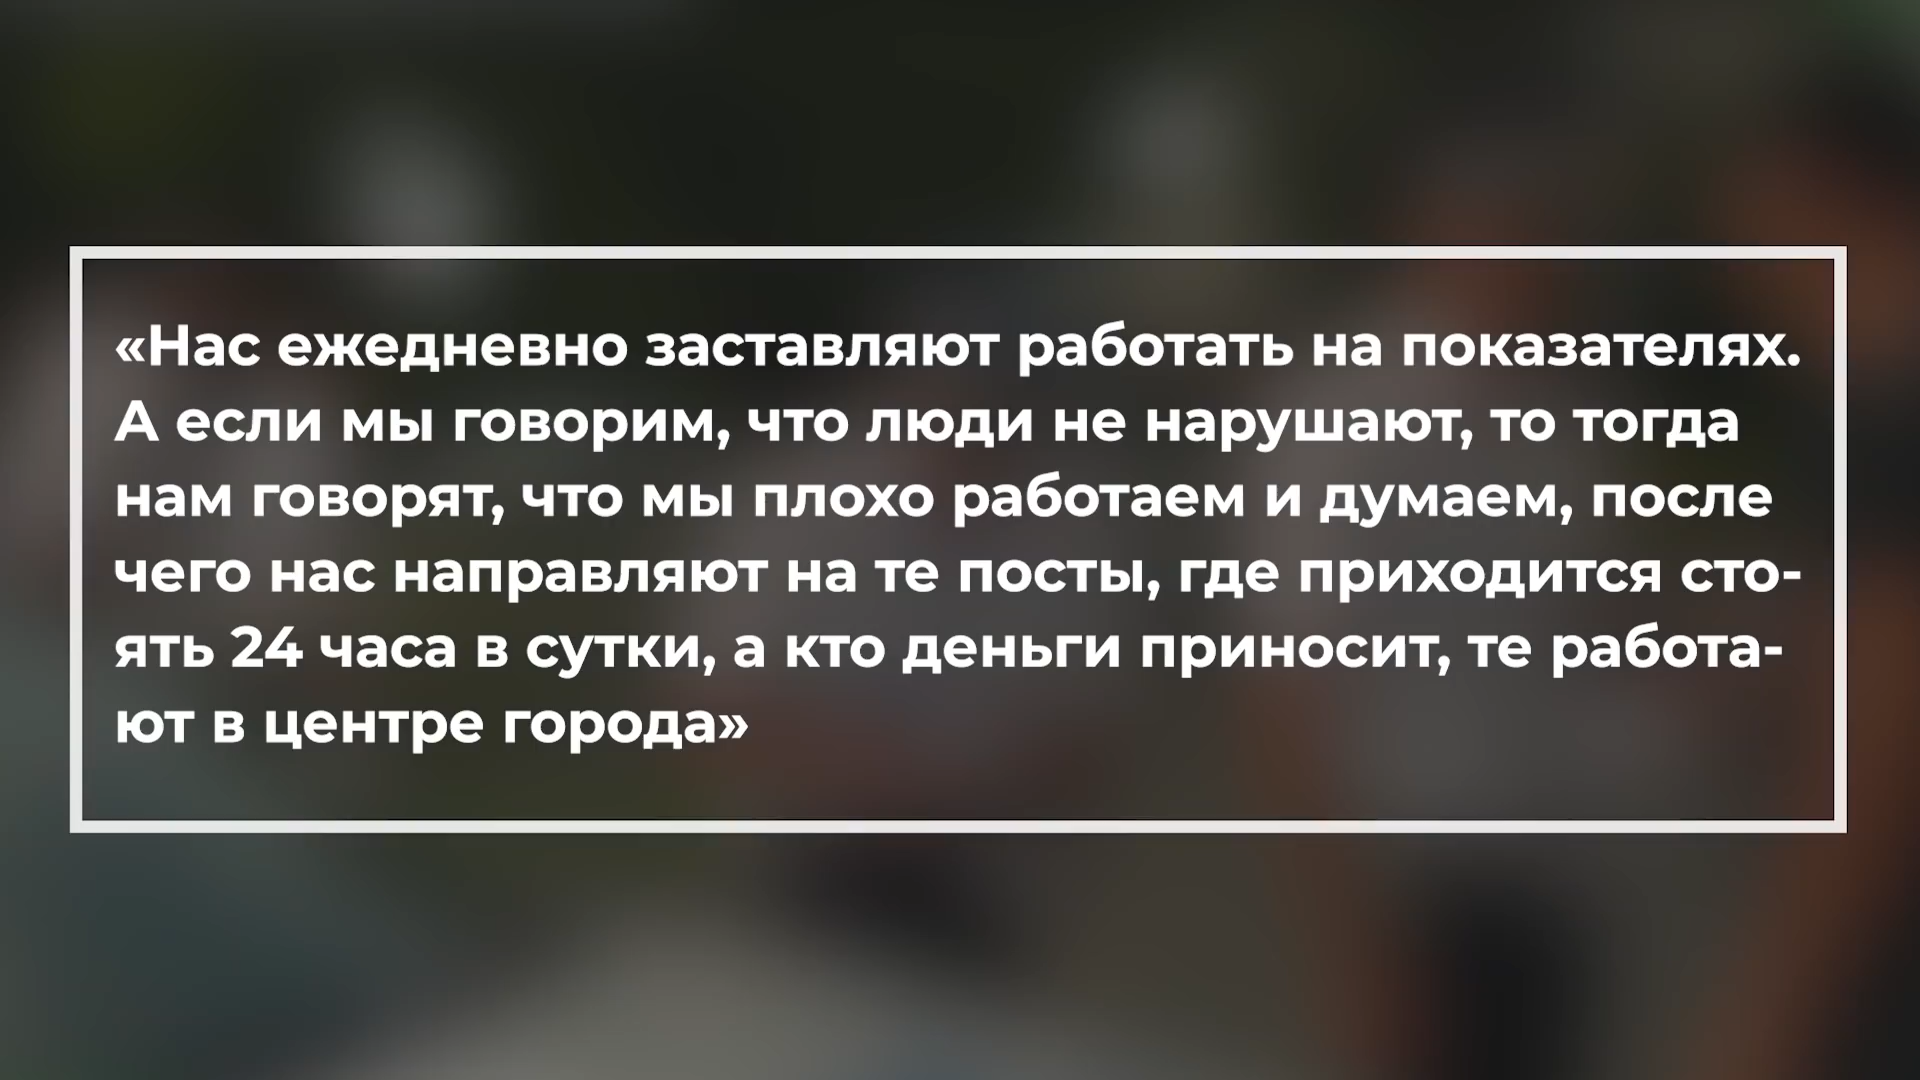 «Нас ежедневно заставляют работать на показателях.
А если мы говорим, что люди не нарушают, то тогда
нам говорят, что мы плохо работаем и думаем, после
чего нас направляют на те посты, где приходится сто-
ять 24 часа в сутки, а кто деньги приносит, те работа-
ют в центре города»